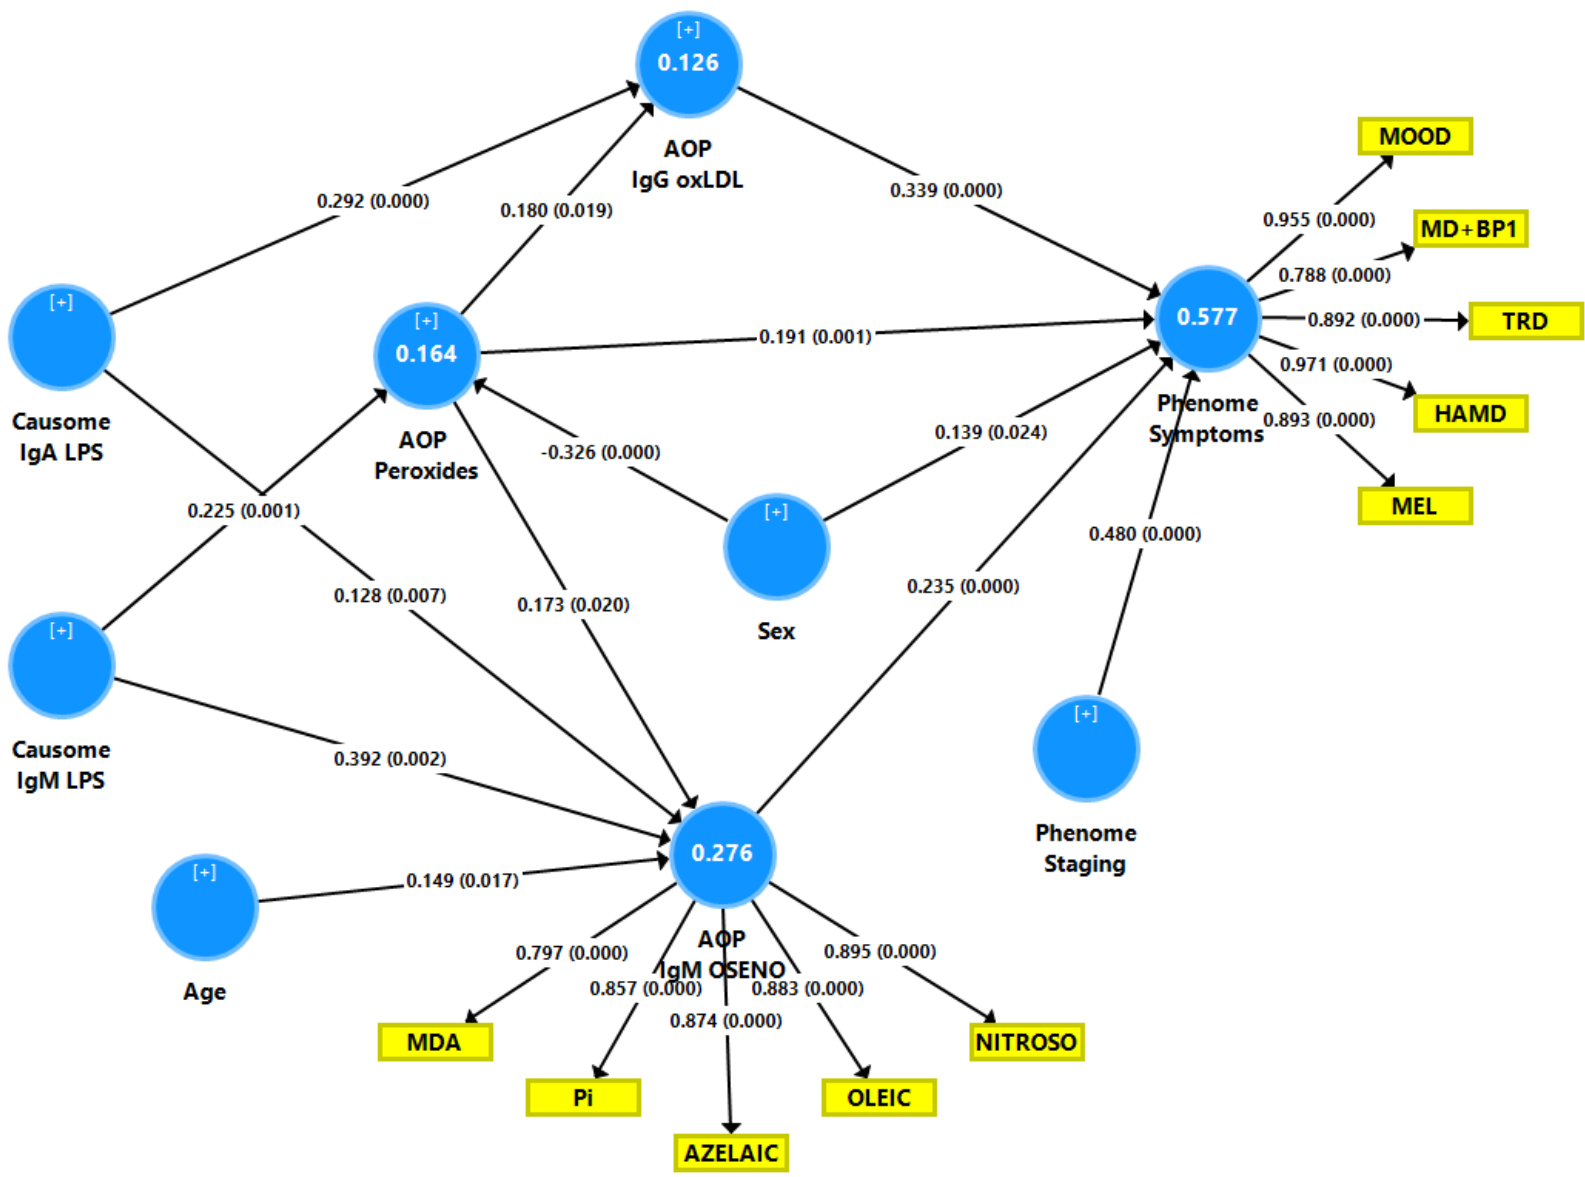 [+]
0.126
AOP
IgG oxLDL
MOOD
0.292 (0.000)
0.180 (0.019)
0.339 (0.000)
0.955 (0.000)
MD+BP1
0.788 (0.000)
[+]
[+]
0.164
0.191 (0.001)
0.577
0.892 (0.000)
TRD
0.971 (0.000)
HAMD
Causome
IgA LPS
AOP
Peroxides
Phenome
Symptoms
0.893 (0.000)
0.139 (0.024)
-0.326 (0.000)
MEL
0.225 (0.001)
[+]
Sex
0.480 (0.000)
0.128 (0.007)
0.173 (0.020)
0.235 (0.000)
[+]
Causome
IgM LPS
0.392 (0.002)
[+]
Phenome
Staging
0.276
[+]
0.149 (0.017)
Age
AOP
IgM OSENO
0.797 (0.000)
0.895 (0.000)
0.857 (0.000)
0.883 (0.000)
0.874 (0.000)
MDA
NITROSO
Pi
OLEIC
AZELAIC